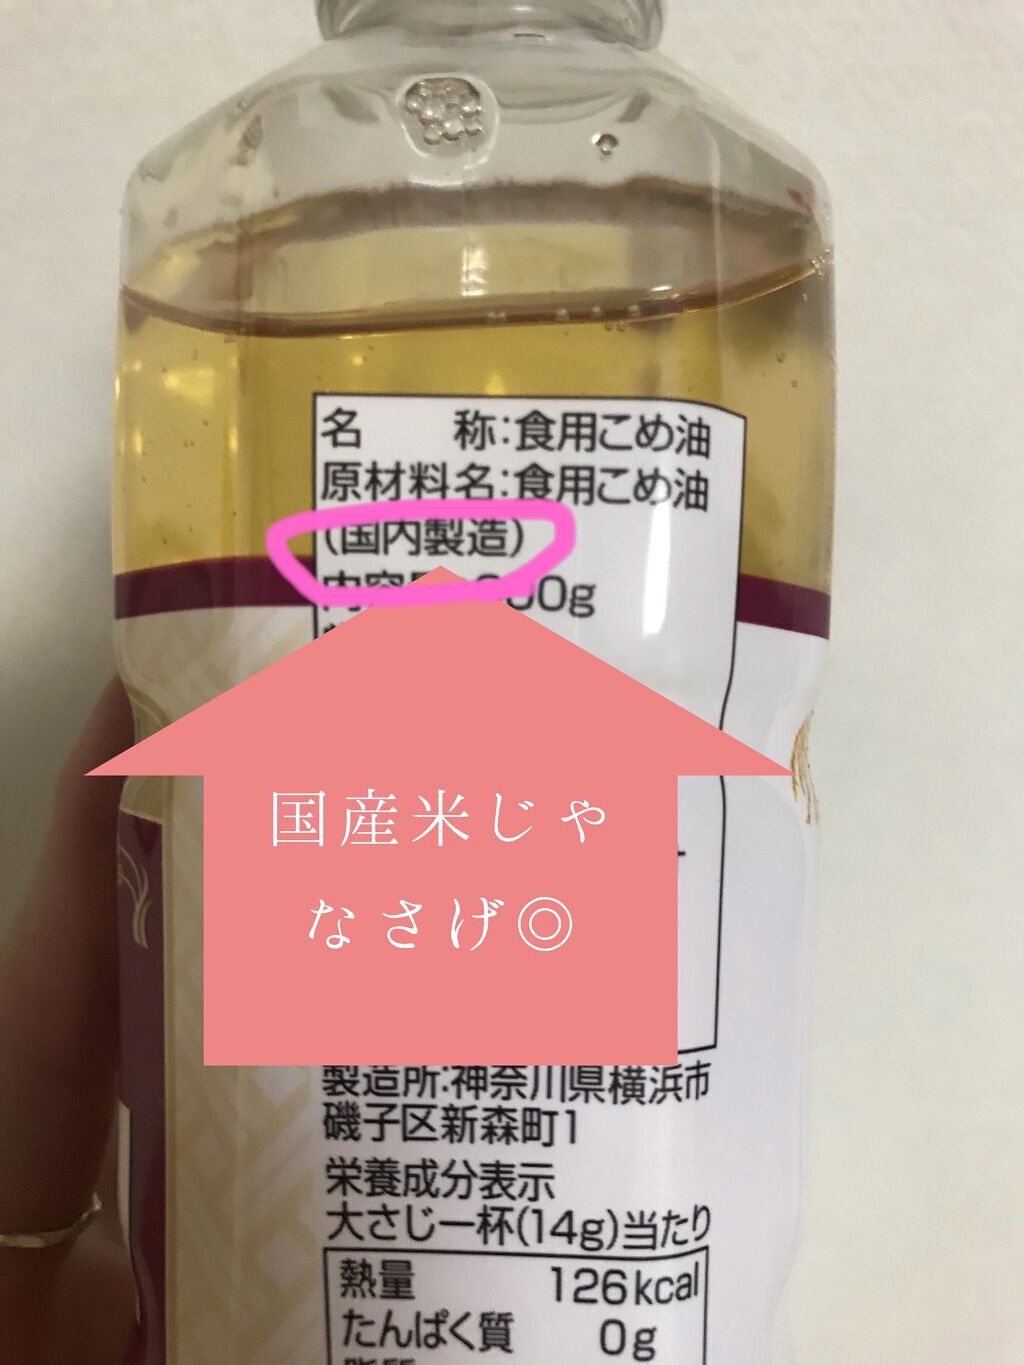 名　　称:食用こめ油
原材料名:食用こめ油
(国内製造)
国産米じゃ
なさげ◎
製造所:神奈川県横浜市
磯子区新森町1
栄養成分表示
大さじ一杯(14g)当たり
熱量 126kcal
たんぱく質 0g